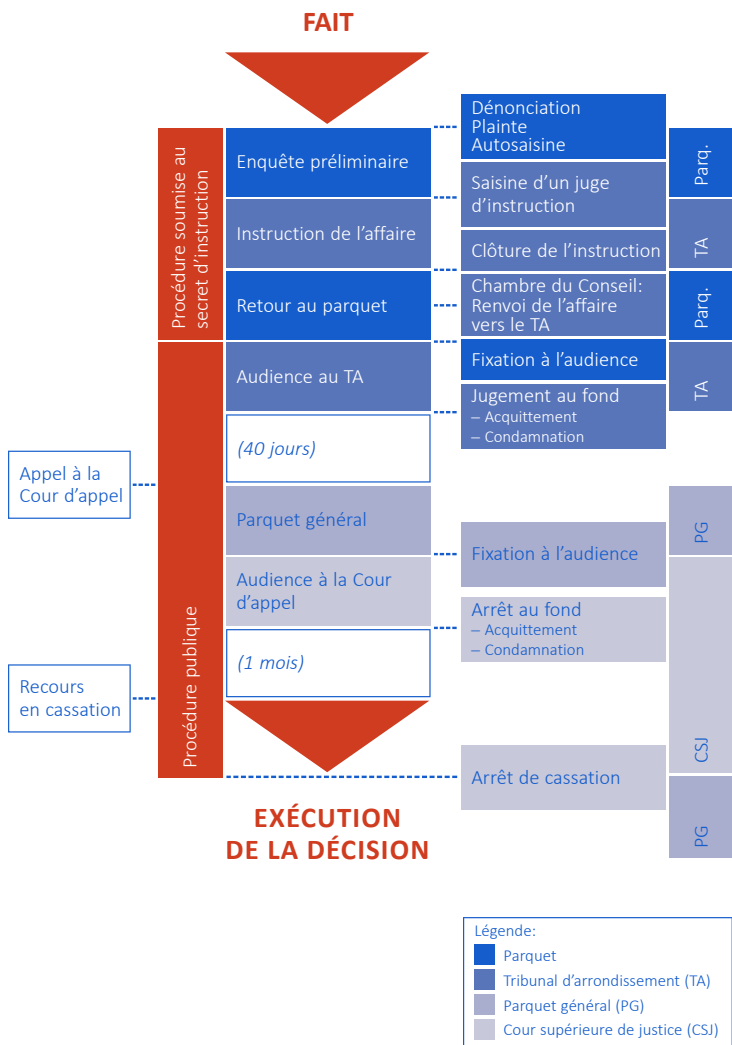 FAIT
Procédure soumise au
secret d'instruction
Enquête préliminaire
Dénonciation
Plainte
Autosaisine
Parq.
Instruction de l'affaire
Saisine d'un juge
d'instruction
Clôture de l'instruction
TA
Retour au parquet
Chambre du Conseil:
Renvoi de l'affaire
vers le TA
Parq.
Procédure publique
Audience au TA
Fixation à l'audience
Jugement au fond
– Acquittement
– Condamnation
TA
(40 jours)
Appel à la
Cour d'appel
Parquet général
Fixation à l'audience
PG
Audience à la Cour
d'appel
Arrêt au fond
– Acquittement
– Condamnation
(1 mois)
Recours
en cassation
CSJ
Arrêt de cassation
PG
EXÉCUTION
DE LA DÉCISION
Légende:
Parquet
Tribunal d'arrondissement (TA)
Parquet général (PG)
Cour supérieure de justice (CSJ)